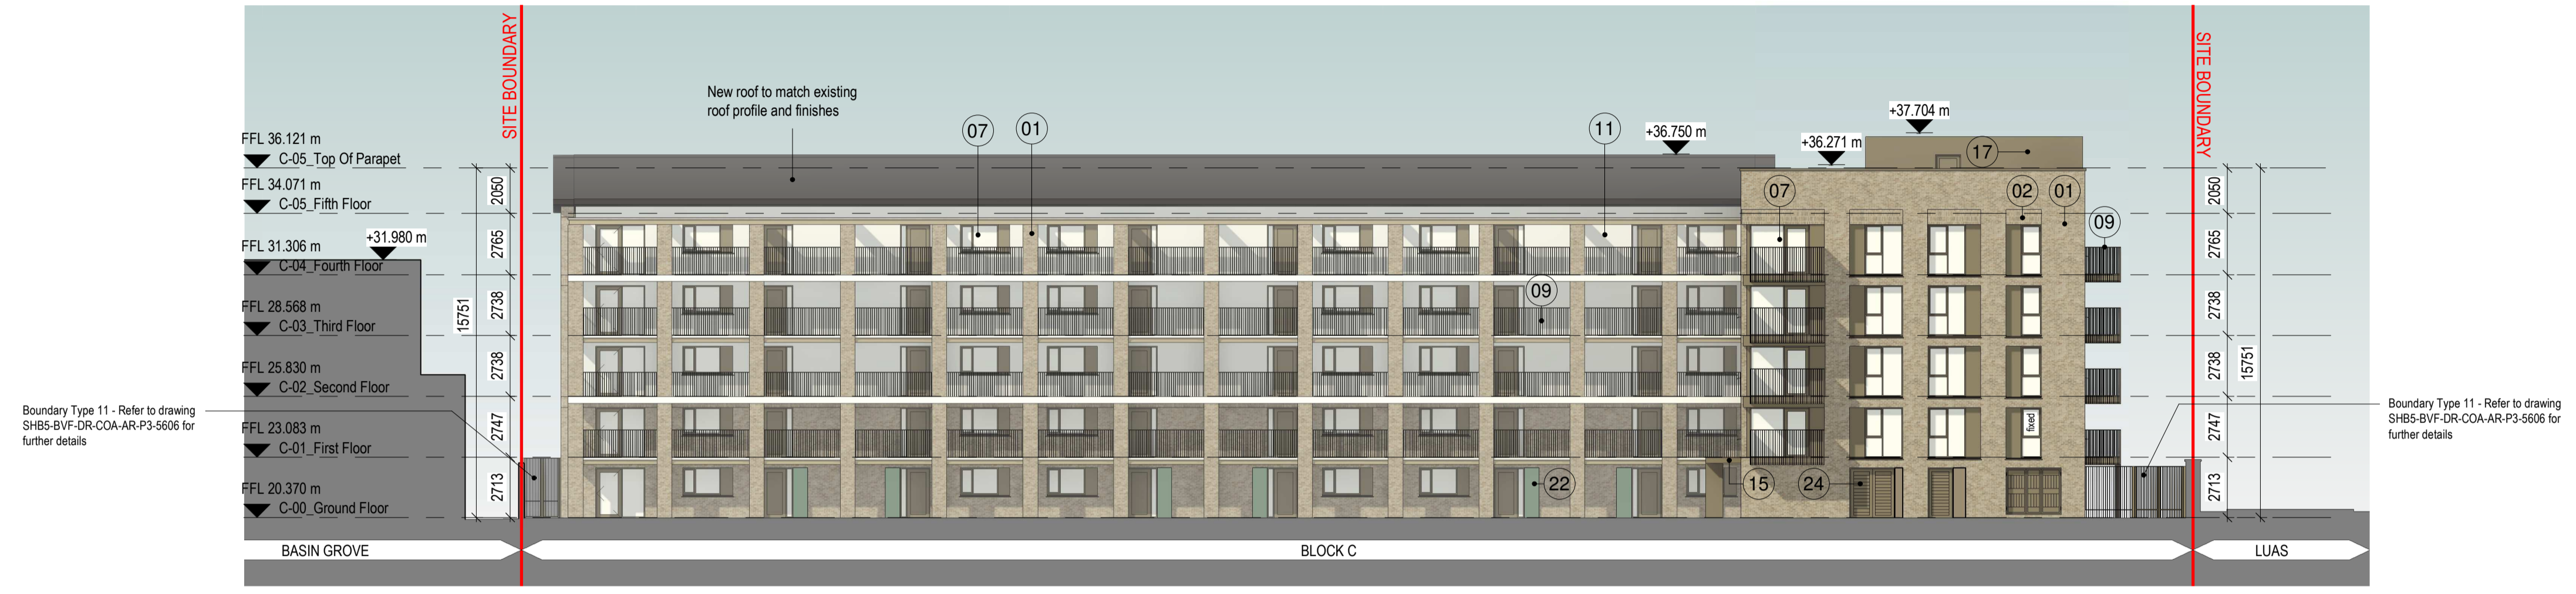 SITE BOUNDARY
SITE BOUNDARY
New roof to match existing
roof profile and finishes
07
01
11
+36.750 m
+36.271 m
+37.704 m
17
FFL 36.121 m
C-05_Top Of Parapet
FFL 34.071 m
C-05_Fifth Floor
+31.980 m
FFL 31.306 m
C-04_Fourth Floor
FFL 28.568 m
C-03_Third Floor
FFL 25.830 m
C-02_Second Floor
FFL 23.083 m
C-01_First Floor
FFL 20.370 m
C-00_Ground Floor
2050
2765
2738
2738
2747
2713
15751
07
02
01
09
09
fixed
22
15
24
2050
2765
2738
2738
2747
2713
15751
Boundary Type 11 - Refer to drawing
SHB5-BVF-DR-COA-AR-P3-5606 for
further details
Boundary Type 11 - Refer to drawing
SHB5-BVF-DR-COA-AR-P3-5606 for
further details
BASIN GROVE
BLOCK C
LUAS